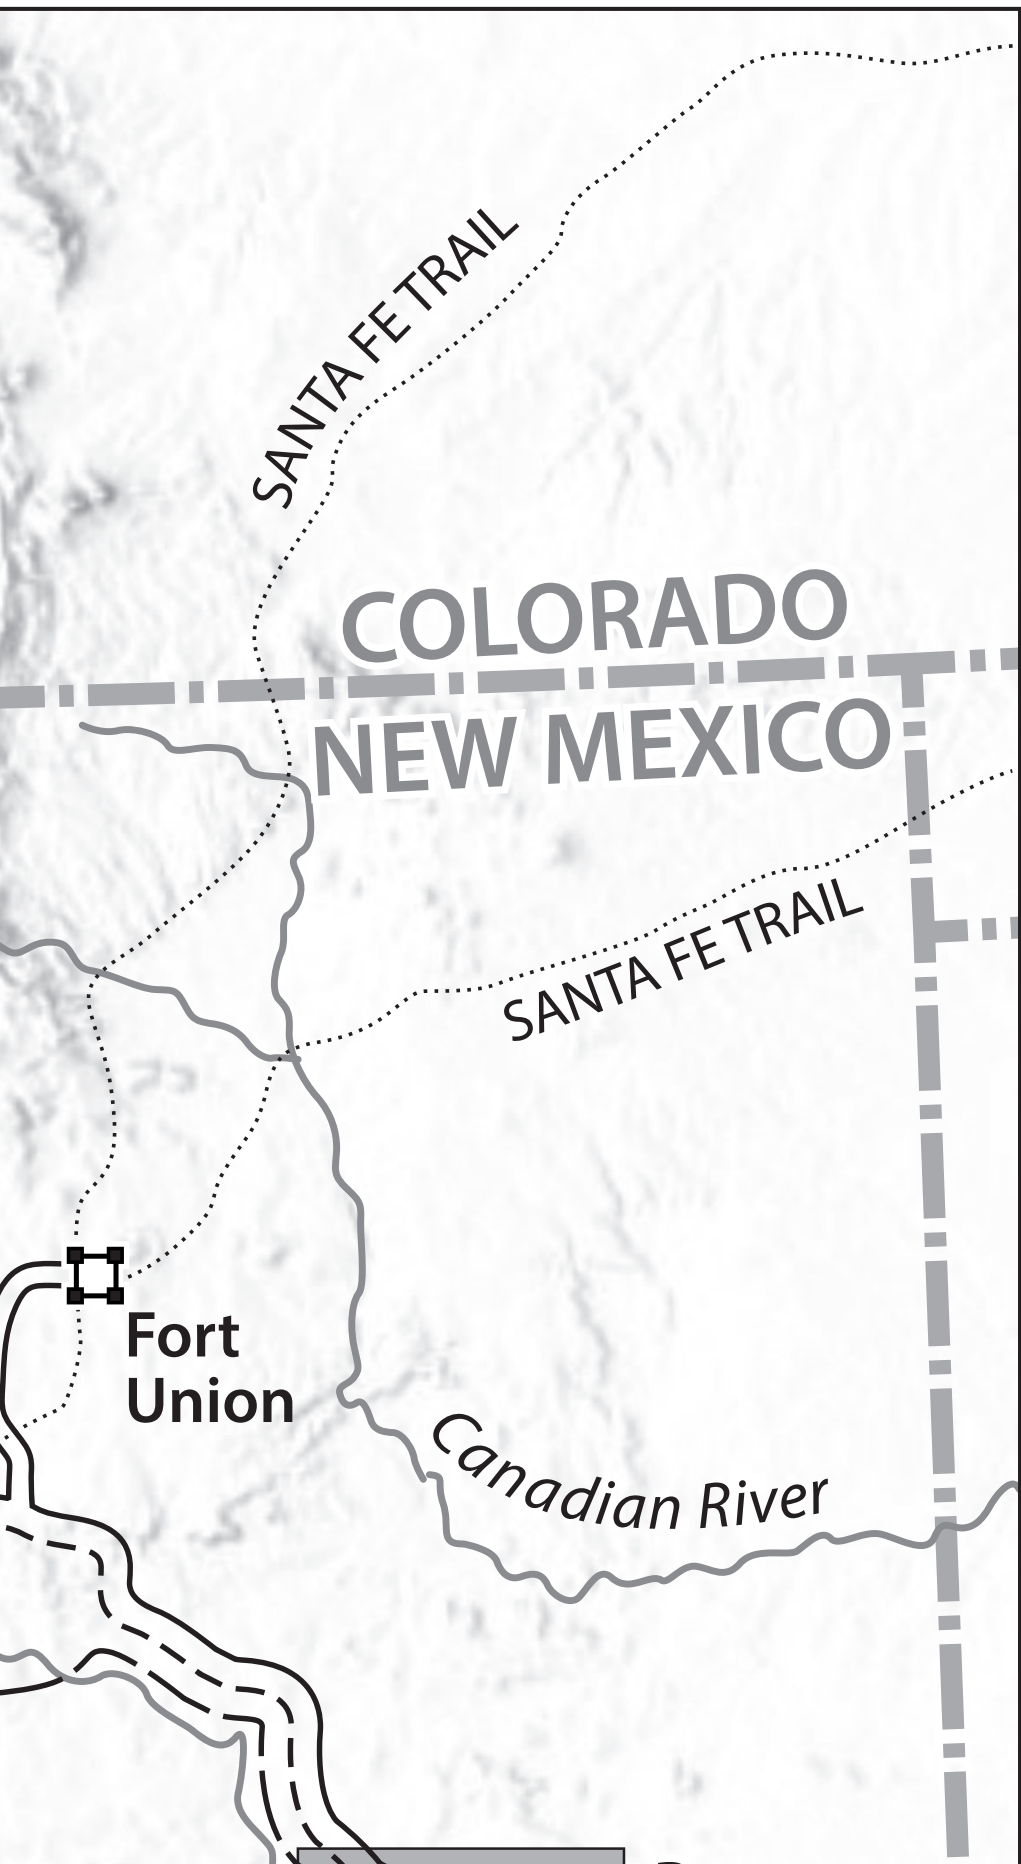 SANTA FE TRAIL
COLORADO
NEW MEXICO
SANTA FE TRAIL
Fort
Union
Canadian River